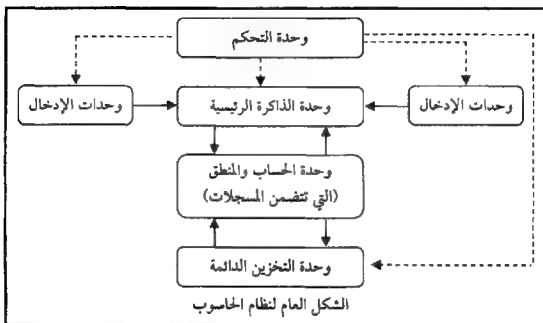 وحدة التحكم
وحدات الإدخال
وحدة الذاكرة الرئيسية
وحدات الإدخال
وحدة الحساب والمنطق
(التي تتضمن المسجلات)
وحدة التخزين الدائمة
الشكل العام لنظام الحاسوب